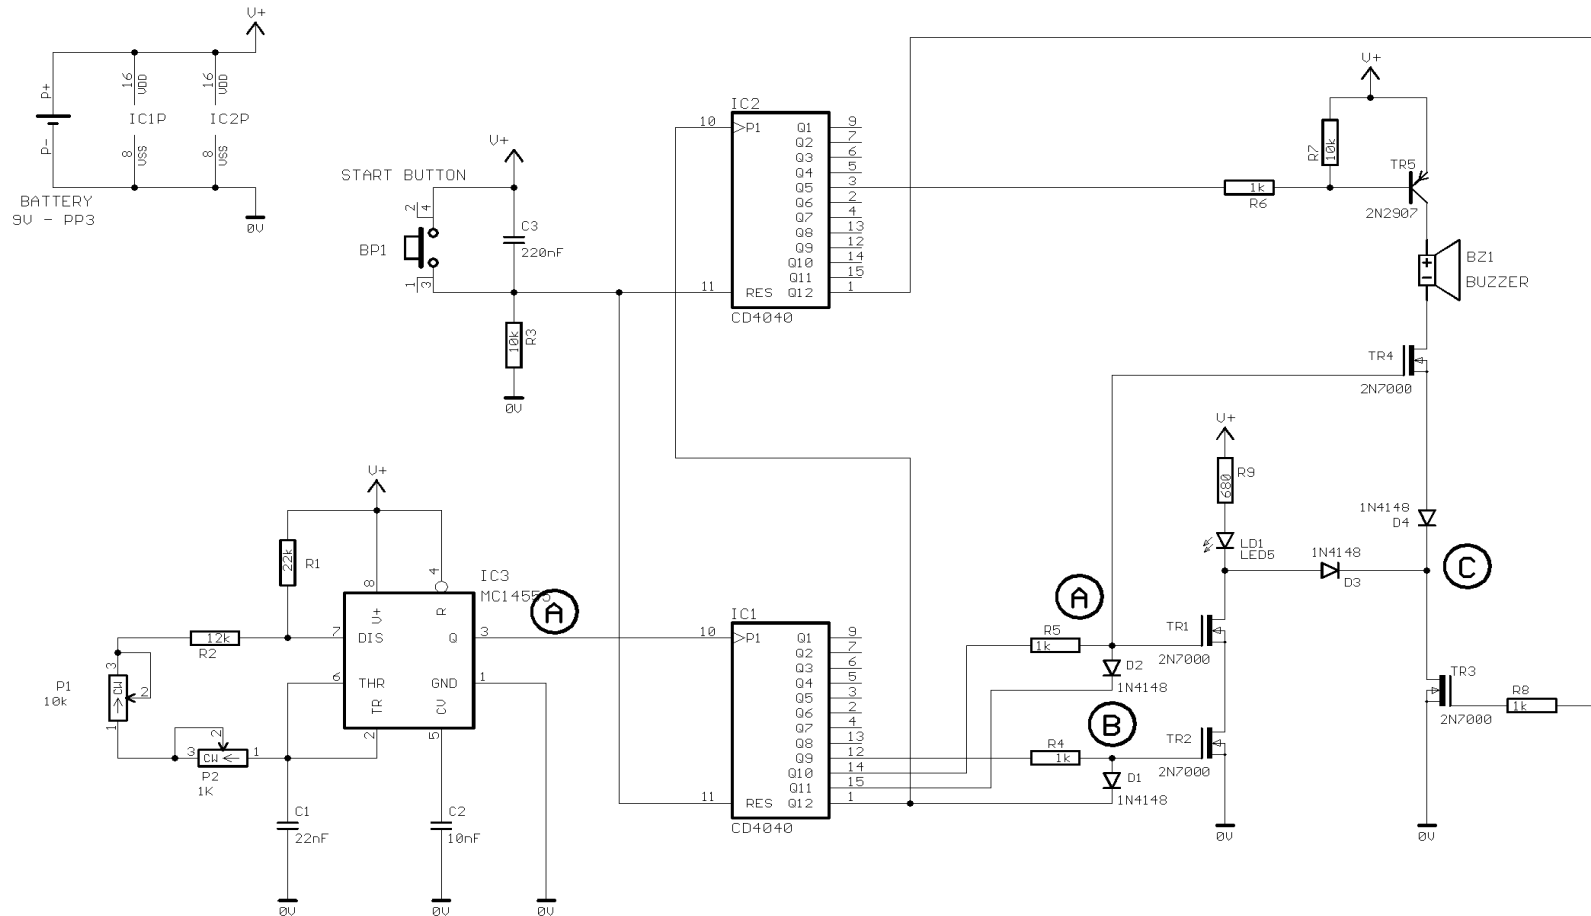 V+
P+
P-
16
VDD
IC1P
8
VSS
16
VDD
IC2P
8
VSS
BATTERY
9V - PP3
0V
V+
START BUTTON
2
4
BP1
1
3
C3
220nF
10k
R3
0V
IC2
10
P1
Q1 9
Q2 7
Q3 6
Q4 5
Q5 3
Q6 2
Q7 4
Q8 13
Q9 12
Q10 14
Q11 15
11 RES Q12 1
CD4040
V+
R7
10k
1k
R6
TR5
2N2907
BZ1
BUZZER
TR4
2N7000
V+
680
R9
LD1
LED5
1N4148
D3
1N4148
D4
C
V+
22k
R1
8
4
IC3
MC14555
V+
R
7
DIS
Q
3
A
12k
R2
P1
10k
3
CW
2
1
6
THR
GND
1
TR
CV
2
5
3
CW
2
1
P2
1K
C1
22nF
C2
10nF
0V
0V
0V
IC1
10
P1
Q1 9
Q2 7
Q3 6
Q4 5
Q5 3
Q6 2
Q7 4
Q8 13
Q9 12
Q10 14
Q11 15
11 RES Q12 1
CD4040
A
R5
1k
D2
1N4148
TR1
2N7000
B
R4
1k
D1
1N4148
TR2
2N7000
0V
TR3
2N7000
R8
1k
0V